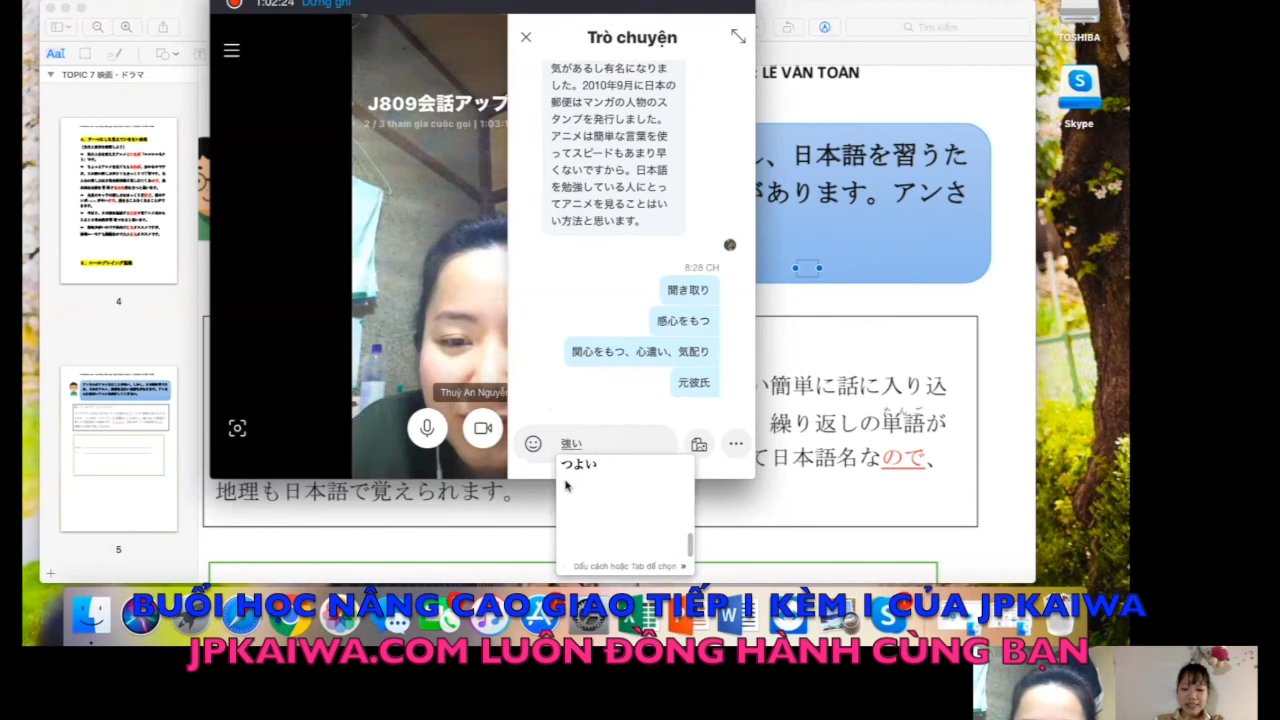 1:02:24 Dừng ghi
Tìm kiếm
TOSHIBA
Skype
TOPIC 7 映画・ドラマ
4
5
J809会話アップ
2 / 3 tham gia cuộc gọi | 1:03:1
Thuỳ An Nguyễn
Trò chuyện
気があるし有名になりま
した。2010年9月に日本の
郵便はマンガの人物のス
タンプを発行しました。
アニメは簡単な言葉を使
ってスピードもあまり早
くないですから。日本語
を勉強している人にとっ
てアニメを見ることはい
い方法と思います。
8:28 CH
聞き取り
感心をもつ
関心をもつ、心遣い、気配り
元彼氏
強い
つよい
Dấu cách hoặc Tab để chọn »
: LÊ VĂN TOÀN
し、日本語を習うた
があります。アンさ
い簡単に話に入り込
繰り返しの単語が
て日本語名なので、
地理も日本語で覚えられます。
BUỔI HỌC NÂNG CAO GIAO TIẾP 1 KÈM 1 CỦA JPKAIWA
JPKAIWA.COM LUÔN ĐỒNG HÀNH CÙNG BẠN